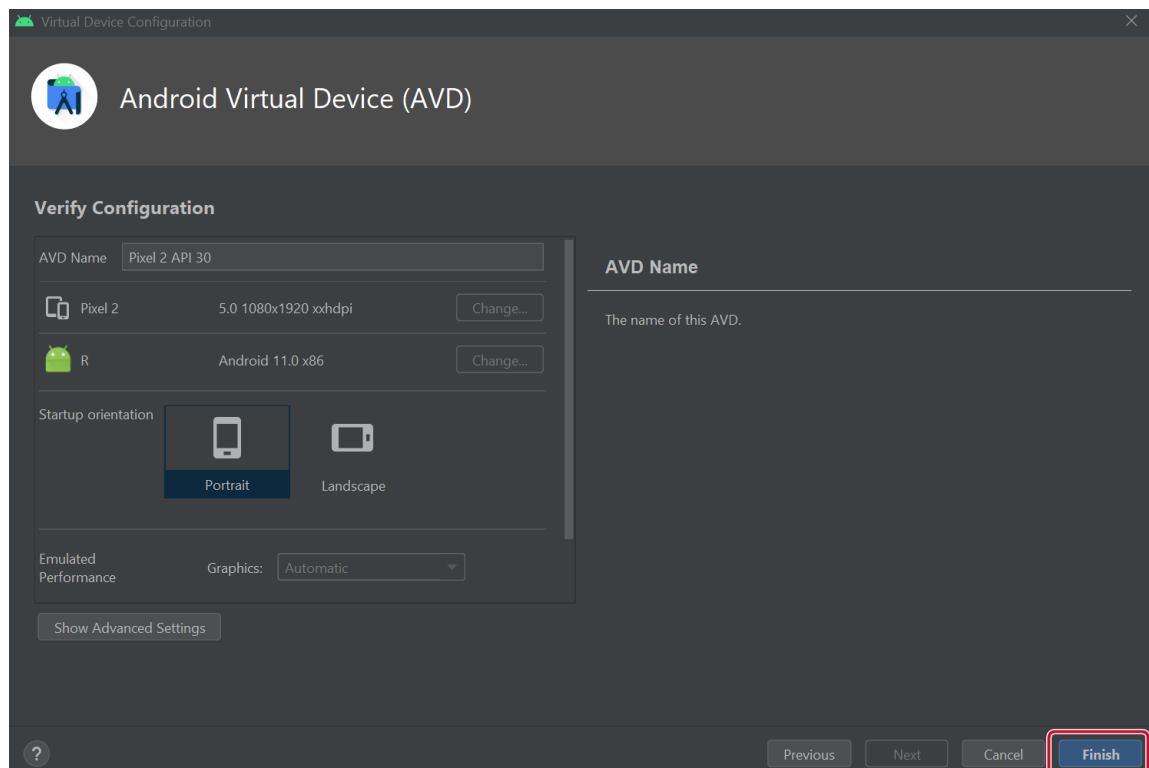 Virtual Device Configuration
Android Virtual Device (AVD)
Verify Configuration
AVD Name Pixel 2 API 30
Pixel 2 5.0 1080x1920 xxhdpi Change...
R Android 11.0 x86 Change...
Startup orientation
Portrait
Landscape
Emulated
Performance
Graphics: Automatic
Show Advanced Settings
AVD Name
The name of this AVD.
? Previous Next Cancel Finish